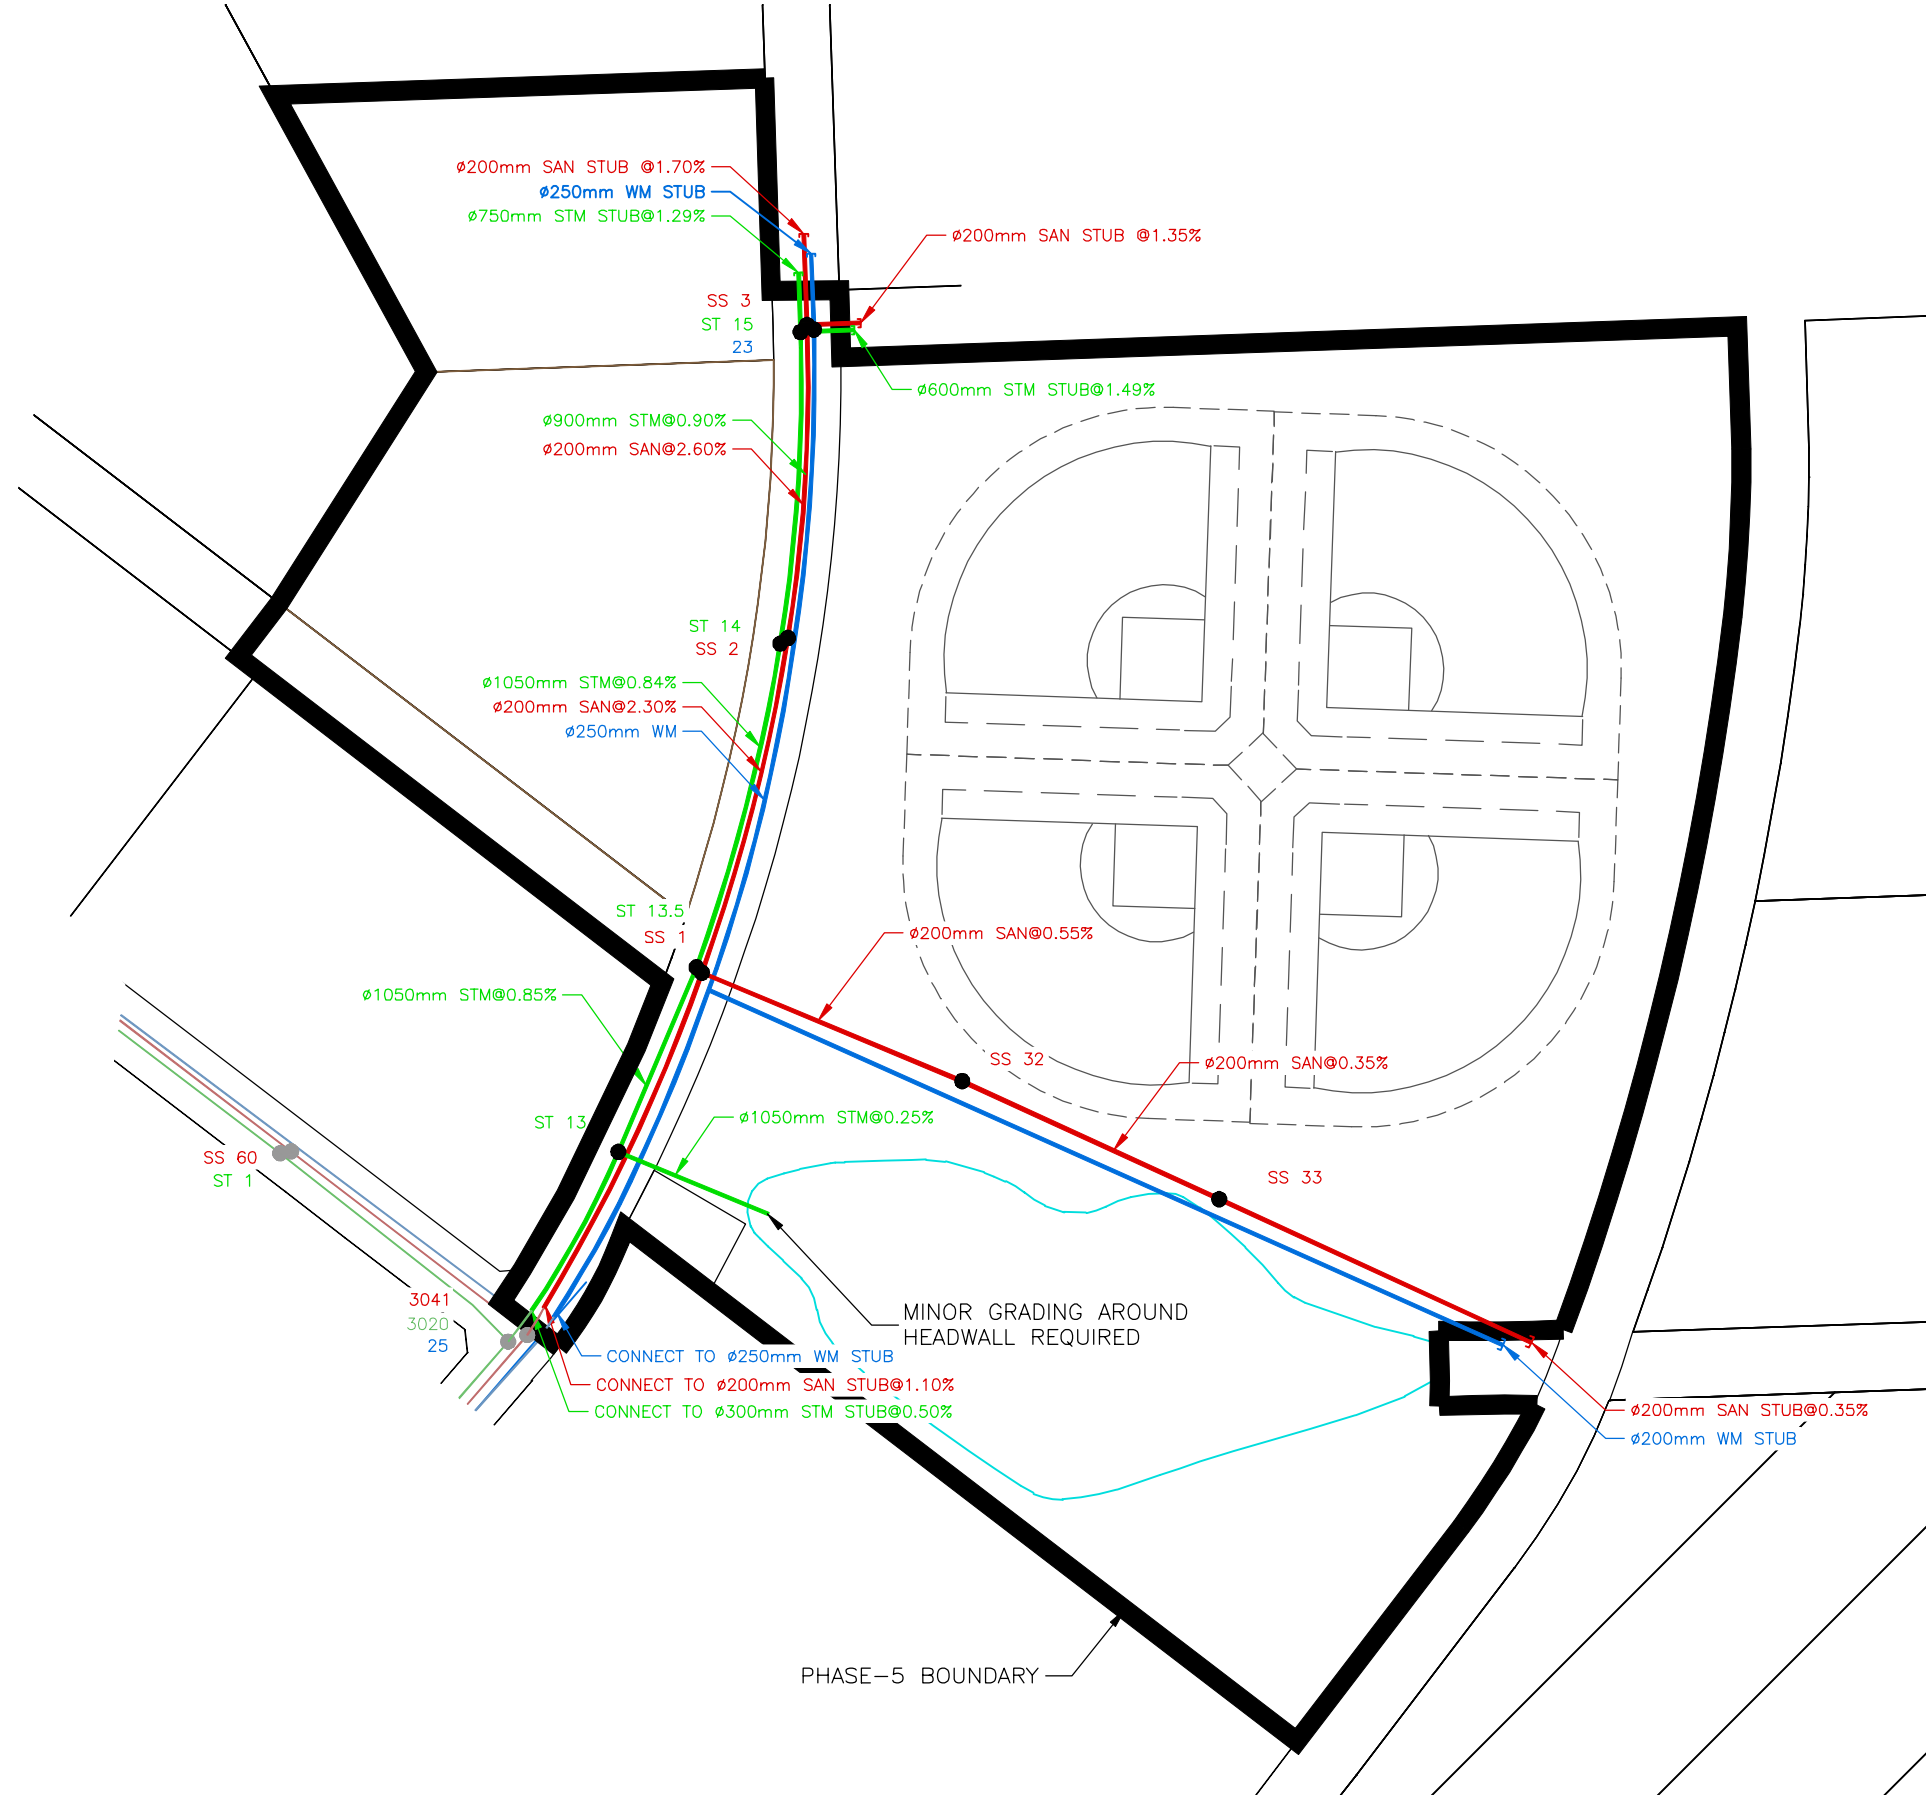 ø200mm SAN STUB @1.70%
ø250mm WM STUB
ø750mm STM STUB@1.29%
ø200mm SAN STUB @1.35%
SS 3
ST 15
23
ø600mm STM STUB@1.49%
ø900mm STM@0.90%
ø200mm SAN@2.60%
ST 14
SS 2
ø1050mm STM@0.84%
ø200mm SAN@2.30%
ø250mm WM
ST 13.5
SS 1
ø200mm SAN@0.55%
ø1050mm STM@0.85%
SS 32
ø200mm SAN@0.35%
ST 13
ø1050mm STM@0.25%
SS 60
ST 1
SS 33
3041
3020
25
MINOR GRADING AROUND
HEADWALL REQUIRED
CONNECT TO ø250mm WM STUB
CONNECT TO ø200mm SAN STUB@1.10%
CONNECT TO ø300mm STM STUB@0.50%
ø200mm SAN STUB@0.35%
ø200mm WM STUB
PHASE-5 BOUNDARY